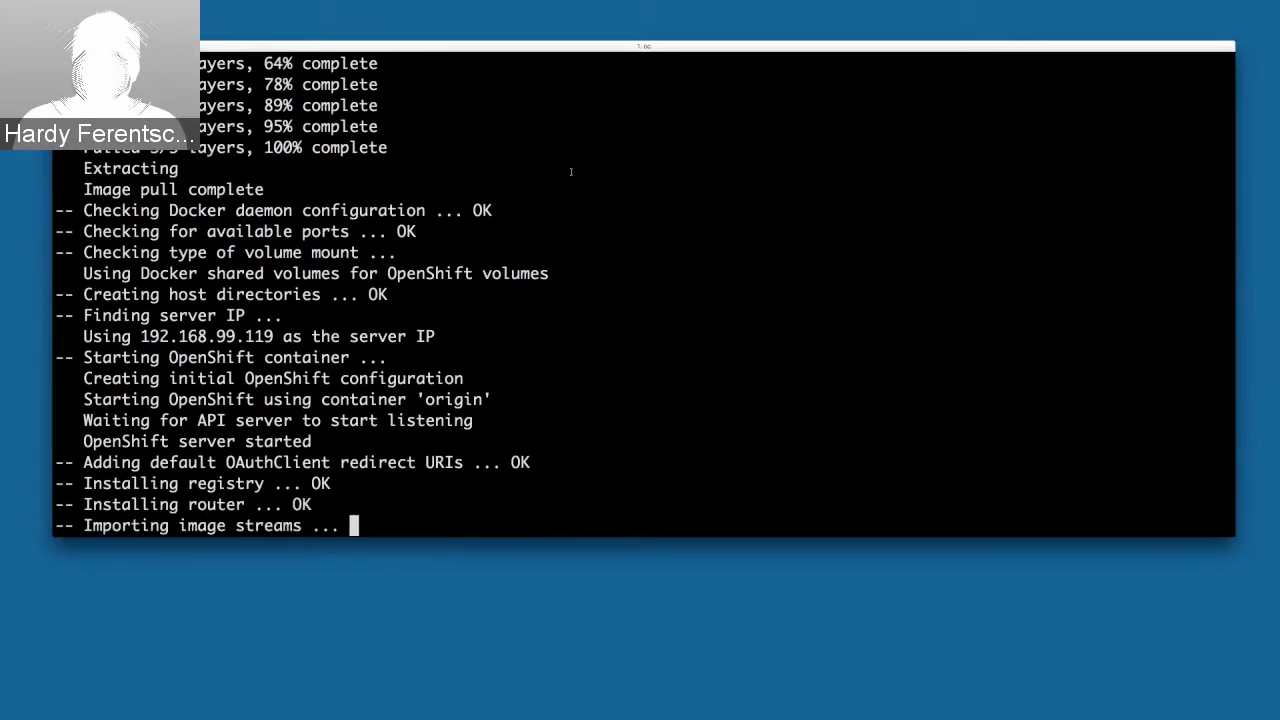 1. oc
ayers, 64% complete
ayers, 78% complete
ayers, 89% complete
ayers, 95% complete
Hardy Ferentsc...
layers, 100% complete
Extracting
Image pull complete
-- Checking Docker daemon configuration ... OK
-- Checking for available ports ... OK
-- Checking type of volume mount ...
Using Docker shared volumes for OpenShift volumes
-- Creating host directories ... OK
-- Finding server IP ...
Using 192.168.99.119 as the server IP
-- Starting OpenShift container ...
Creating initial OpenShift configuration
Starting OpenShift using container 'origin'
Waiting for API server to start listening
OpenShift server started
-- Adding default OAuthClient redirect URIs ... OK
-- Installing registry ... OK
-- Installing router ... OK
-- Importing image streams ...